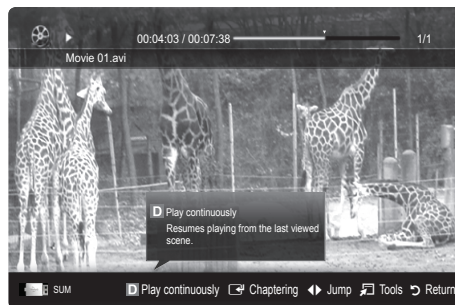 00:04:03 / 00:07:38 1/1
Movie 01.avi
D Play continuously
Resumes playing from the last viewed
scene.
SUM D Play continuously Chaptering Jump Tools Return